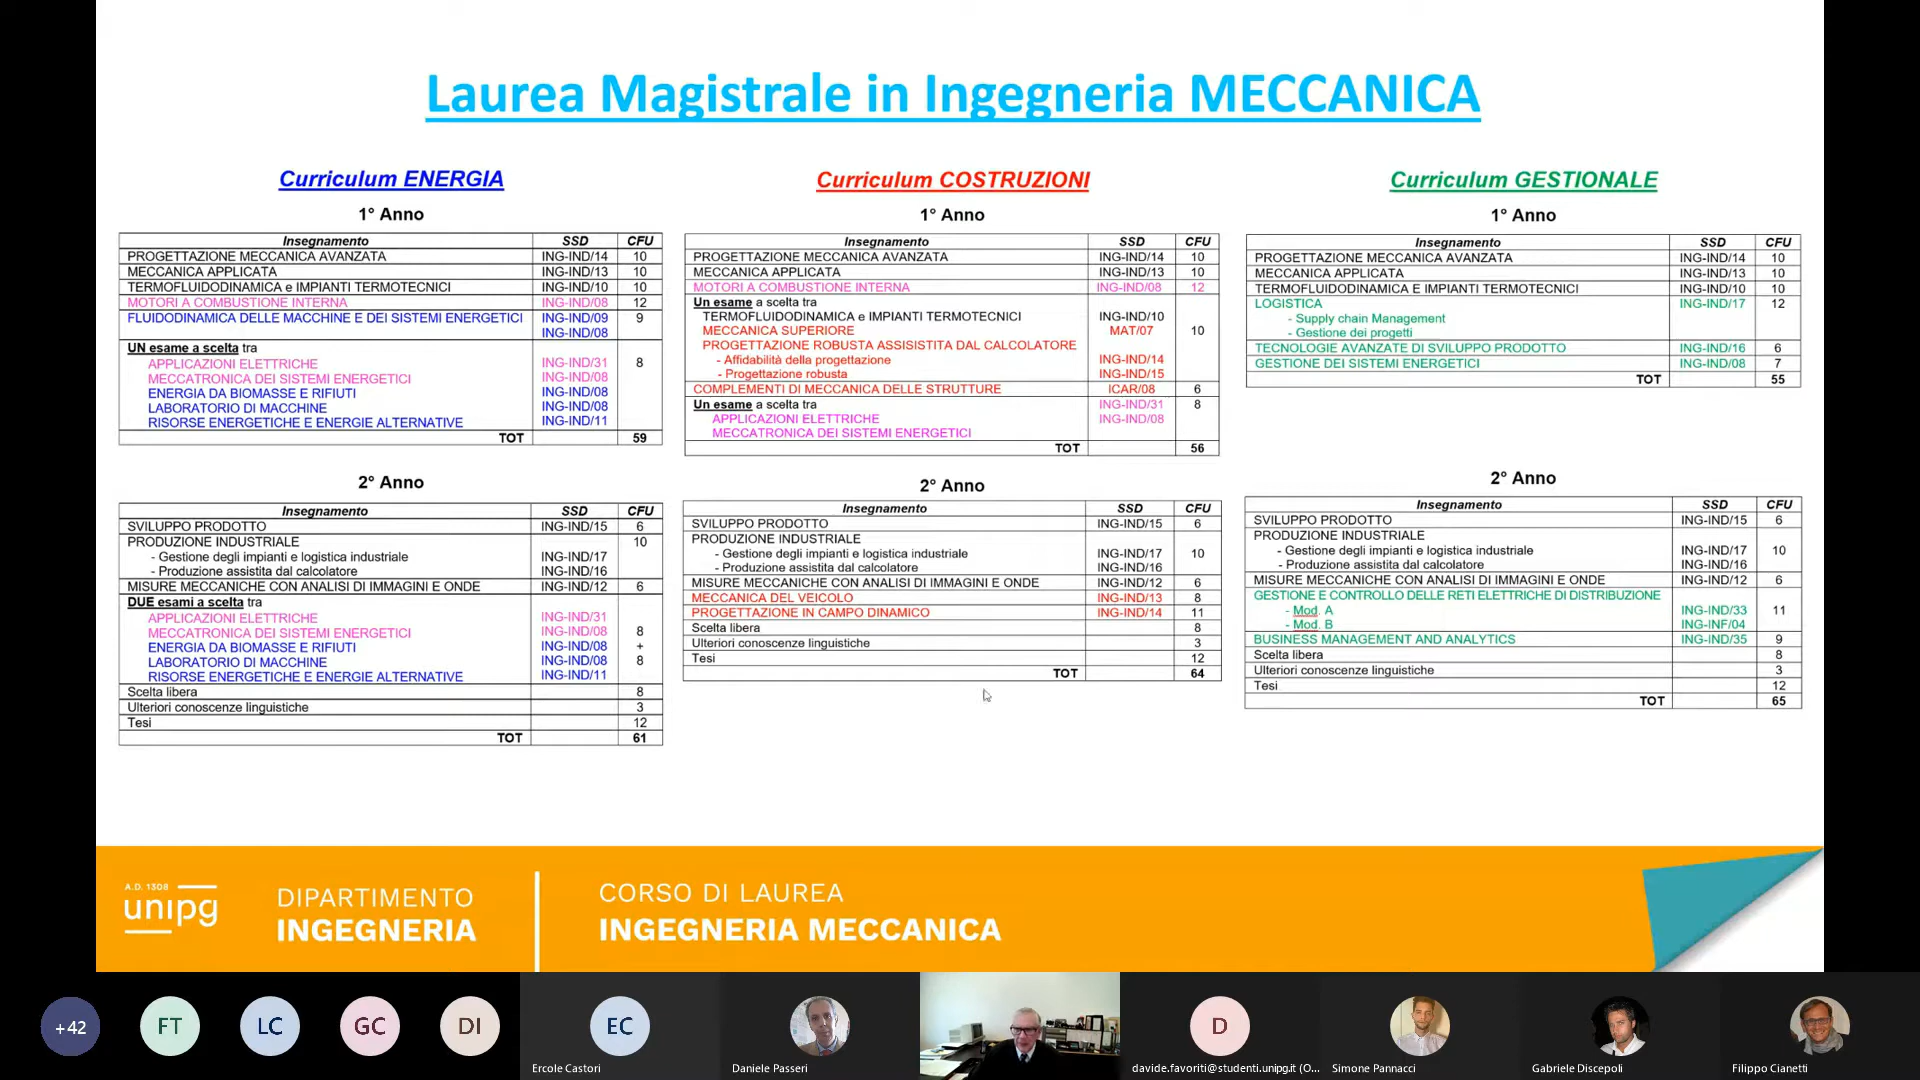 Laurea Magistrale in Ingegneria MECCANICA
Curriculum ENERGIA
1° Anno
Insegnamento SSD CFU
PROGETTAZIONE MECCANICA AVANZATA ING-IND/14 10
MECCANICA APPLICATA ING-IND/13 10
TERMOFLUIDODINAMICA e IMPIANTI TERMOTECNICI ING-IND/10 10
MOTORI A COMBUSTIONE INTERNA ING-IND/08 12
FLUIDODINAMICA DELLE MACCHINE E DEI SISTEMI ENERGETICI ING-IND/09 9
ING-IND/08
UN esame a scelta tra
APPLICAZIONI ELETTRICHE ING-IND/31 8
MECCATRONICA DEI SISTEMI ENERGETICI ING-IND/08
ENERGIA DA BIOMASSE E RIFIUTI ING-IND/08
LABORATORIO DI MACCHINE ING-IND/08
RISORSE ENERGETICHE E ENERGIE ALTERNATIVE ING-IND/11
TOT 59
2° Anno
Insegnamento SSD CFU
SVILUPPO PRODOTTO ING-IND/15 6
PRODUZIONE INDUSTRIALE 10
- Gestione degli impianti e logistica industriale ING-IND/17
- Produzione assistita dal calcolatore ING-IND/16
MISURE MECCANICHE CON ANALISI DI IMMAGINI E ONDE ING-IND/12 6
DUE esami a scelta tra
APPLICAZIONI ELETTRICHE ING-IND/31
MECCATRONICA DEI SISTEMI ENERGETICI ING-IND/08 8
ENERGIA DA BIOMASSE E RIFIUTI ING-IND/08 +
LABORATORIO DI MACCHINE ING-IND/08 8
RISORSE ENERGETICHE E ENERGIE ALTERNATIVE ING-IND/11
Scelta libera 8
Ulteriori conoscenze linguistiche 3
Tesi 12
TOT 61
Curriculum COSTRUZIONI
1° Anno
Insegnamento SSD CFU
PROGETTAZIONE MECCANICA AVANZATA ING-IND/14 10
MECCANICA APPLICATA ING-IND/13 10
MOTORI A COMBUSTIONE INTERNA ING-IND/08 12
Un esame a scelta tra
TERMOFLUIDODINAMICA e IMPIANTI TERMOTECNICI ING-IND/10
MECCANICA SUPERIORE MAT/07 10
PROGETTAZIONE ROBUSTA ASSISISTITA DAL CALCOLATORE
- Affidabilità della progettazione ING-IND/14
- Progettazione robusta ING-IND/15
COMPLEMENTI DI MECCANICA DELLE STRUTTURE ICAR/08 6
Un esame a scelta tra ING-IND/31 8
APPLICAZIONI ELETTRICHE ING-IND/08
MECCATRONICA DEI SISTEMI ENERGETICI
TOT 56
2° Anno
Insegnamento SSD CFU
SVILUPPO PRODOTTO ING-IND/15 6
PRODUZIONE INDUSTRIALE
- Gestione degli impianti e logistica industriale ING-IND/17 10
- Produzione assistita dal calcolatore ING-IND/16
MISURE MECCANICHE CON ANALISI DI IMMAGINI E ONDE ING-IND/12 6
MECCANICA DEL VEICOLO ING-IND/13 8
PROGETTAZIONE IN CAMPO DINAMICO ING-IND/14 11
Scelta libera 8
Ulteriori conoscenze linguistiche 3
Tesi 12
TOT 64
Curriculum GESTIONALE
1° Anno
Insegnamento SSD CFU
PROGETTAZIONE MECCANICA AVANZATA ING-IND/14 10
MECCANICA APPLICATA ING-IND/13 10
TERMOFLUIDODINAMICA E IMPIANTI TERMOTECNICI ING-IND/10 10
LOGISTICA ING-IND/17 12
- Supply chain Management
- Gestione dei progetti
TECNOLOGIE AVANZATE DI SVILUPPO PRODOTTO ING-IND/16 6
GESTIONE DEI SISTEMI ENERGETICI ING-IND/08 7
TOT 55
2° Anno
Insegnamento SSD CFU
SVILUPPO PRODOTTO ING-IND/15 6
PRODUZIONE INDUSTRIALE
- Gestione degli impianti e logistica industriale ING-IND/17 10
- Produzione assistita dal calcolatore ING-IND/16
MISURE MECCANICHE CON ANALISI DI IMMAGINI E ONDE ING-IND/12 6
GESTIONE E CONTROLLO DELLE RETI ELETTRICHE DI DISTRIBUZIONE
- Mod. A ING-IND/33 11
- Mod. B ING-INF/04
BUSINESS MANAGEMENT AND ANALYTICS ING-IND/35 9
Scelta libera 8
Ulteriori conoscenze linguistiche 3
Tesi 12
TOT 65
A.D. 1308
unipg
DIPARTIMENTO
INGEGNERIA
CORSO DI LAUREA
INGEGNERIA MECCANICA
+42
FT
LC
GC
DI
EC
Ercole Castori
Daniele Passeri
D
davide.favoriti@studenti.unipg.it (O...
Simone Pannacci
Gabriele Discepoli
Filippo Cianetti